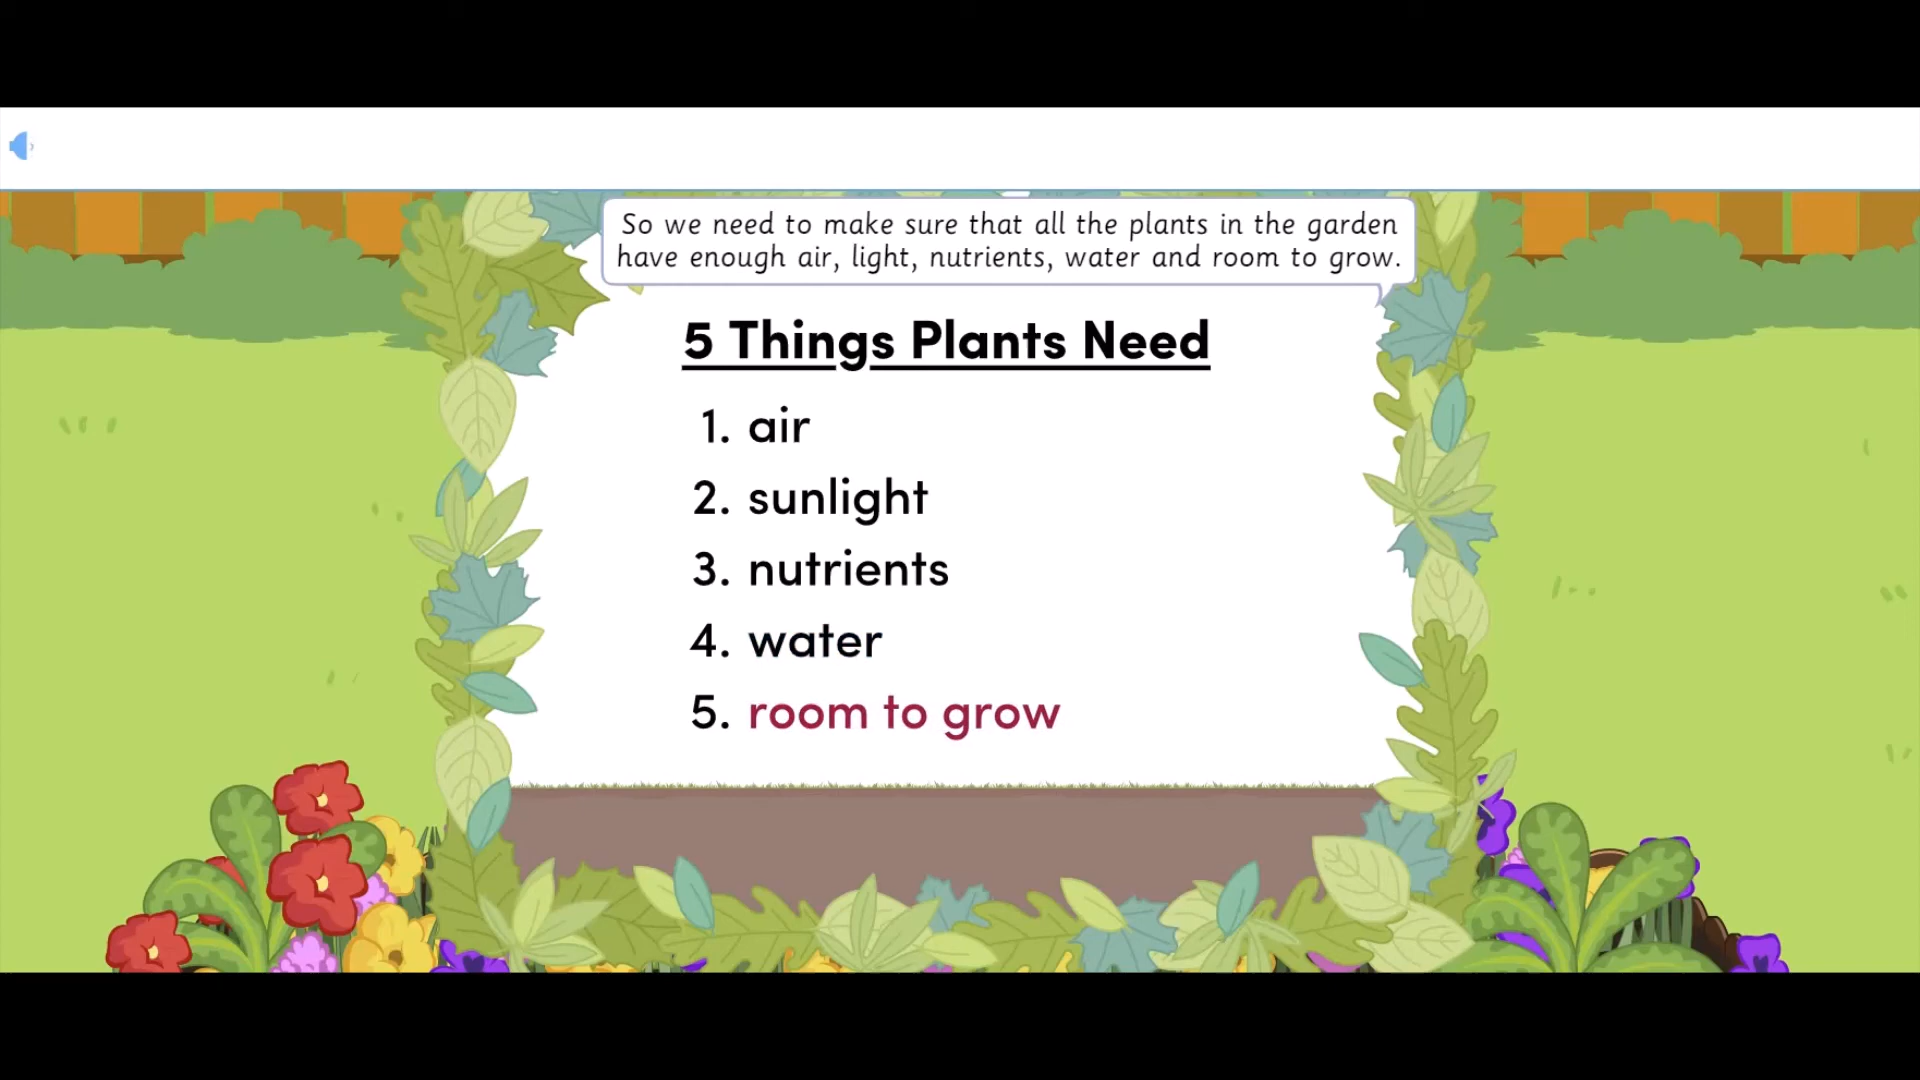 So we need to make sure that all the plants in the garden
have enough air, light, nutrients, water and room to grow.
5 Things Plants Need
1. air
2. sunlight
3. nutrients
4. water
5. room to grow